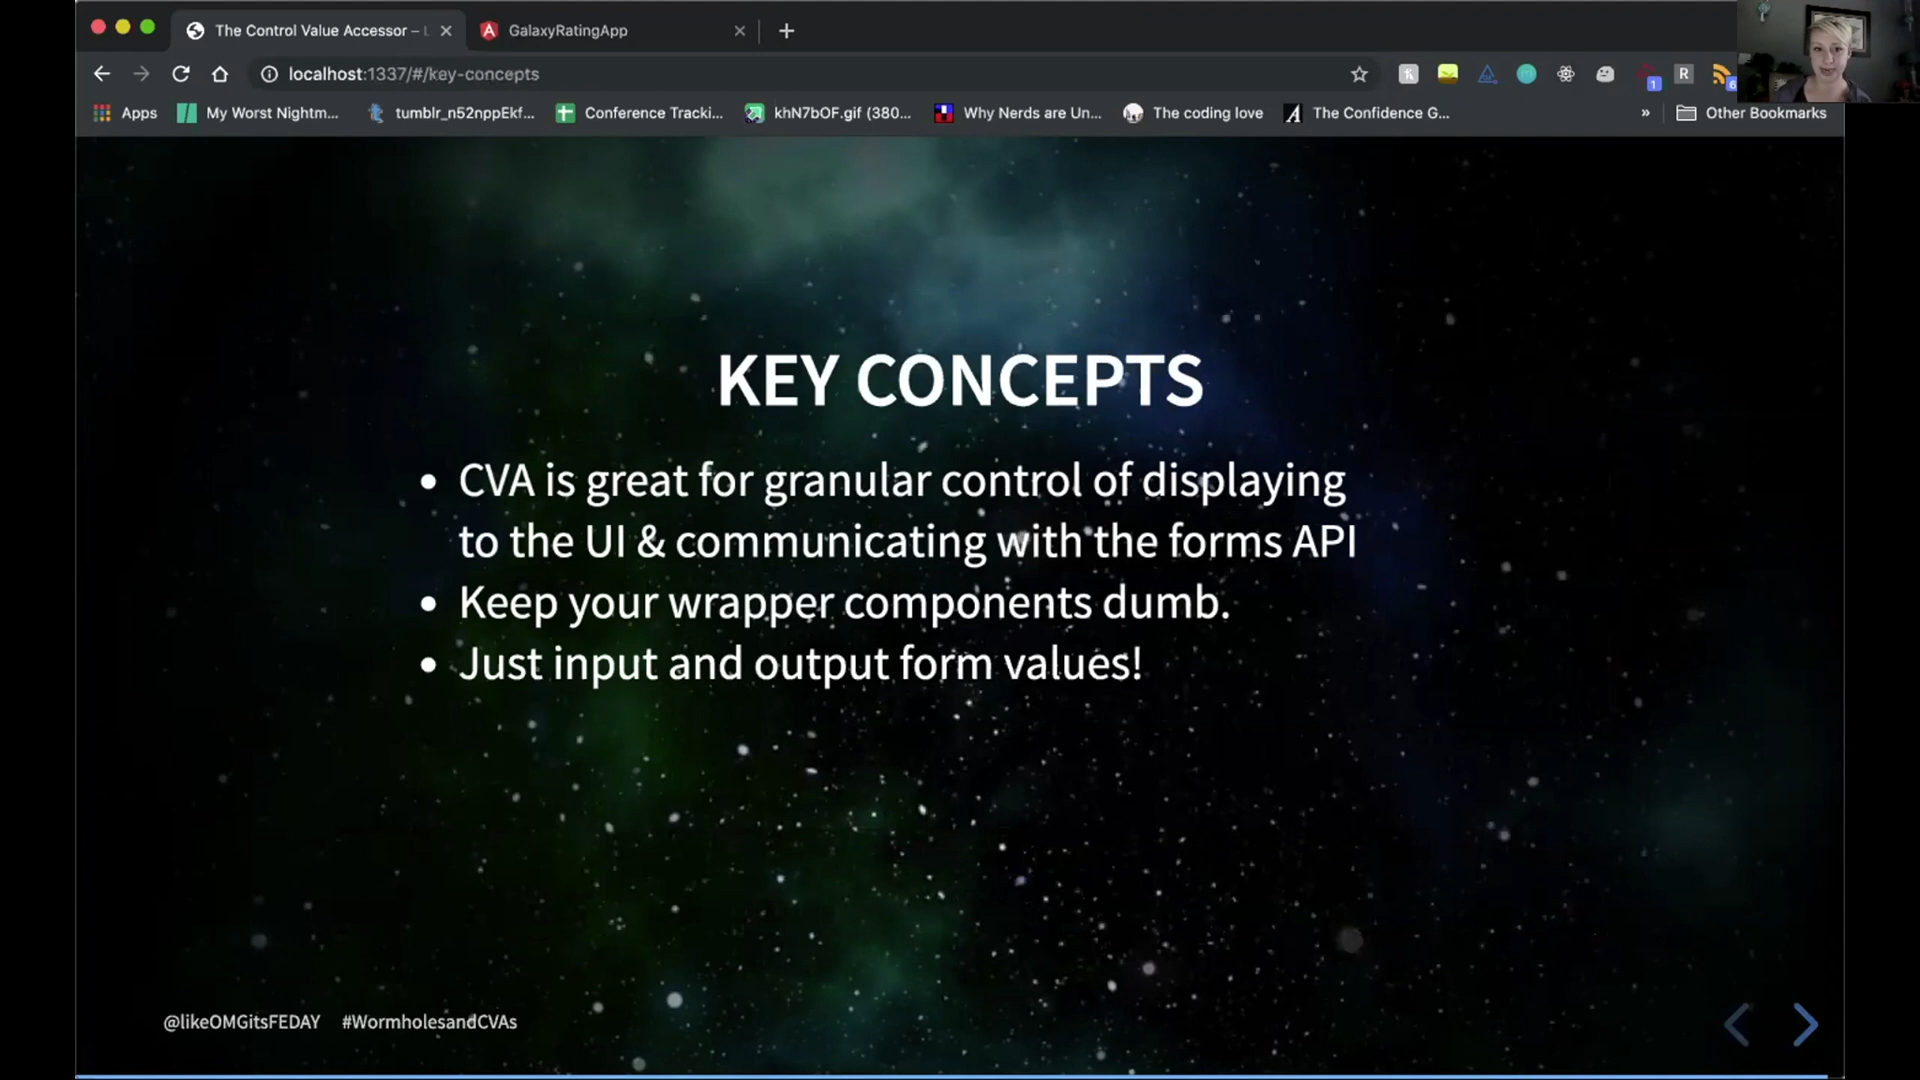 The Control Value Accessor – L
GalaxyRatingApp
localhost:1337/#/key-concepts
R
1
6
Apps
My Worst Nightm...
tumblr_n52nppEkf...
Conference Tracki...
khN7bOF.gif (380...
Why Nerds are Un...
The coding love
The Confidence G...
»
Other Bookmarks
KEY CONCEPTS
• CVA is great for granular control of displaying
to the UI & communicating with the forms API
• Keep your wrapper components dumb.
• Just input and output form values!
@likeOMGitsFEDAY #WormholesandCVAs